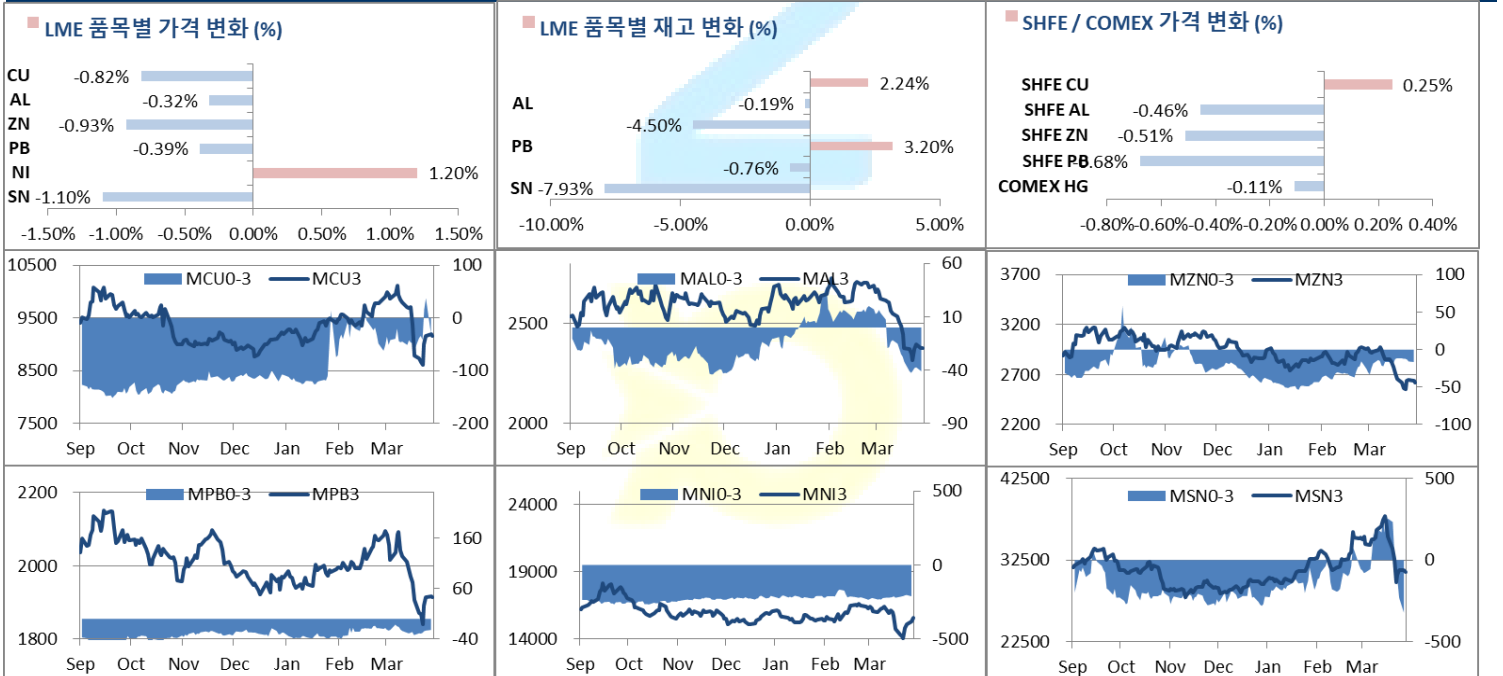 LME 품목별 가격 변화 (%)
CU -0.82%
AL -0.32%
ZN -0.93%
PB -0.39%
NI 1.20%
SN -1.10%
-1.50% -1.00% -0.50% 0.00% 0.50% 1.00% 1.50%
LME 품목별 재고 변화 (%)
2.24%
AL -0.19%
-4.50%
PB 3.20%
-0.76%
SN -7.93%
-10.00% -5.00% 0.00% 5.00%
SHFE / COMEX 가격 변화 (%)
SHFE CU 0.25%
SHFE AL -0.46%
SHFE ZN -0.51%
SHFE PB -0.68%
COMEX HG -0.11%
-0.80% -0.60% -0.40% -0.20% 0.00% 0.20% 0.40%
MCU0-3 MCU3
10500 100
9500 0
8500 -100
7500 -200
Sep Oct Nov Dec Jan Feb Mar
MAL0-3 MAL3
60
2500 10
-40
2000 -90
Sep Oct Nov Dec Jan Feb Mar
MZN0-3 MZN3
3700 100
50
3200
0
2700
-50
2200 -100
Sep Oct Nov Dec Jan Feb Mar
MPB0-3 MPB3
2200
160
2000
60
1800 -40
Sep Oct Nov Dec Jan Feb Mar
MNI0-3 MNI3
500
24000
19000 0
14000 -500
Sep Oct Nov Dec Jan Feb Mar
MSN0-3 MSN3
42500 500
32500 0
22500 -500
Sep Oct Nov Dec Jan Feb Mar